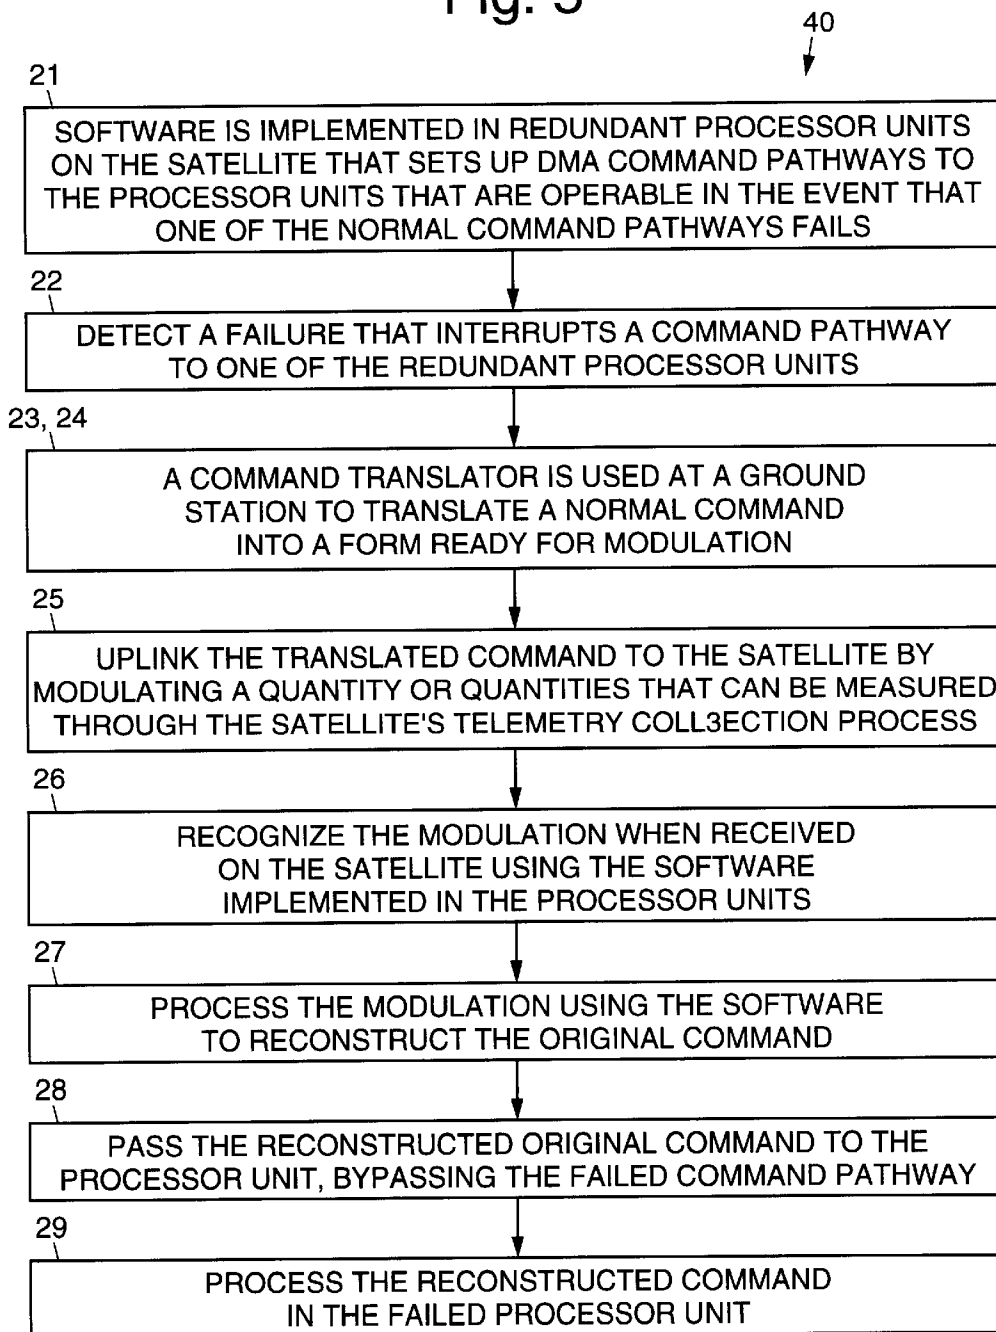 Fig. 3
40
21
SOFTWARE IS IMPLEMENTED IN REDUNDANT PROCESSOR UNITS
ON THE SATELLITE THAT SETS UP DMA COMMAND PATHWAYS TO
THE PROCESSOR UNITS THAT ARE OPERABLE IN THE EVENT THAT
ONE OF THE NORMAL COMMAND PATHWAYS FAILS
22
DETECT A FAILURE THAT INTERRUPTS A COMMAND PATHWAY
TO ONE OF THE REDUNDANT PROCESSOR UNITS
23, 24
A COMMAND TRANSLATOR IS USED AT A GROUND
STATION TO TRANSLATE A NORMAL COMMAND
INTO A FORM READY FOR MODULATION
25
UPLINK THE TRANSLATED COMMAND TO THE SATELLITE BY
MODULATING A QUANTITY OR QUANTITIES THAT CAN BE MEASURED
THROUGH THE SATELLITE'S TELEMETRY COLL3ECTION PROCESS
26
RECOGNIZE THE MODULATION WHEN RECEIVED
ON THE SATELLITE USING THE SOFTWARE
IMPLEMENTED IN THE PROCESSOR UNITS
27
PROCESS THE MODULATION USING THE SOFTWARE
TO RECONSTRUCT THE ORIGINAL COMMAND
28
PASS THE RECONSTRUCTED ORIGINAL COMMAND TO THE
PROCESSOR UNIT, BYPASSING THE FAILED COMMAND PATHWAY
29
PROCESS THE RECONSTRUCTED COMMAND
IN THE FAILED PROCESSOR UNIT